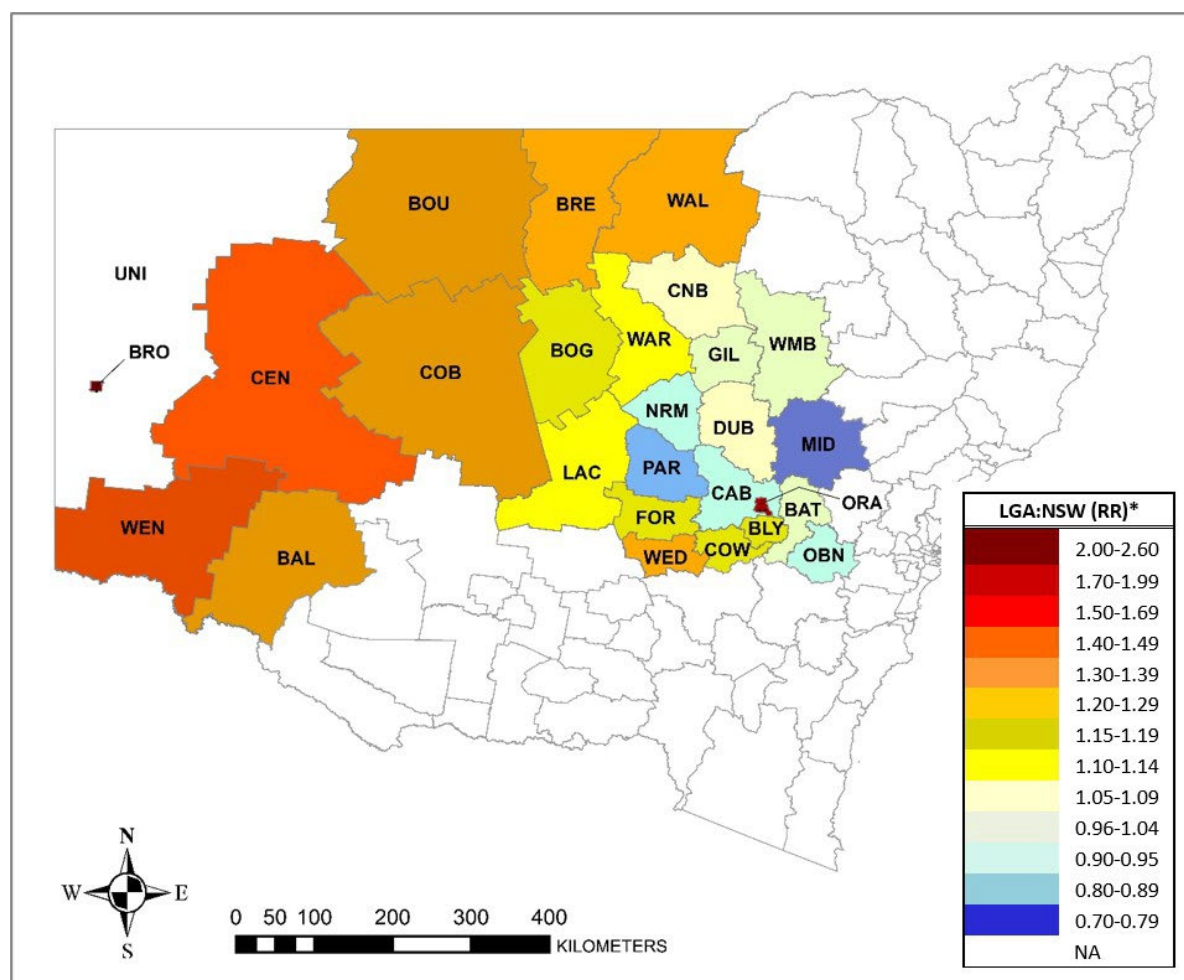 BOU
BRE
WAL
UNI
CNB
BRO
WAR
BOG
GIL
WMB
CEN
COB
NRM
DUB
MID
LAC
PAR
CAB
ORA
WEN
FOR
BAT
BLY
BAL
WED
COW
OBN
LGA:NSW (RR)*
2.00-2.60
1.70-1.99
1.50-1.69
1.40-1.49
1.30-1.39
1.20-1.29
1.15-1.19
1.10-1.14
1.05-1.09
0.96-1.04
0.90-0.95
0.80-0.89
0.70-0.79
NA
N
W E
S
0 50 100 200 300 400
KILOMETERS